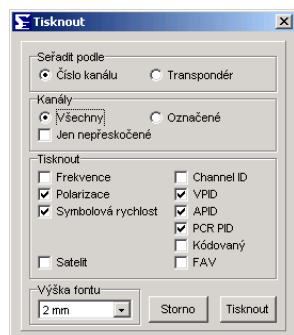 Tisknout
Seřadit podle
Číslo kanálu Transpondér
Kanály
Všechny Označené
Jen nepřeskočené
Tisknout
Frekvence Channel ID
Polarizace VPID
Symbolová rychlost APID
PCR PID
Kódovaný
Satelit FAV
Výška fontu
2 mm Storno Tisknout